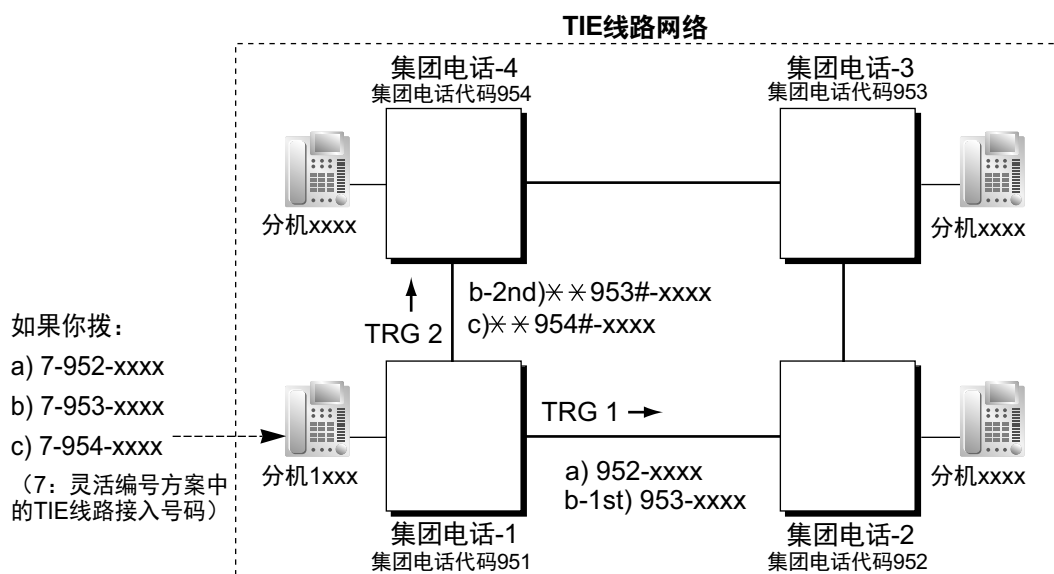 TIE线路网络
集团电话-4
集团电话代码954
集团电话-3
集团电话代码953
分机xxxx
分机xxxx
b-2nd)＊＊953#-xxxx
c)＊＊954#-xxxx
TRG 2
如果你拨：
a) 7-952-xxxx
b) 7-953-xxxx
c) 7-954-xxxx
（7：灵活编号方案中
的TIE线路接入号码）
分机1xxx
TRG 1
a) 952-xxxx
b-1st) 953-xxxx
分机xxxx
集团电话-1
集团电话代码951
集团电话-2
集团电话代码952